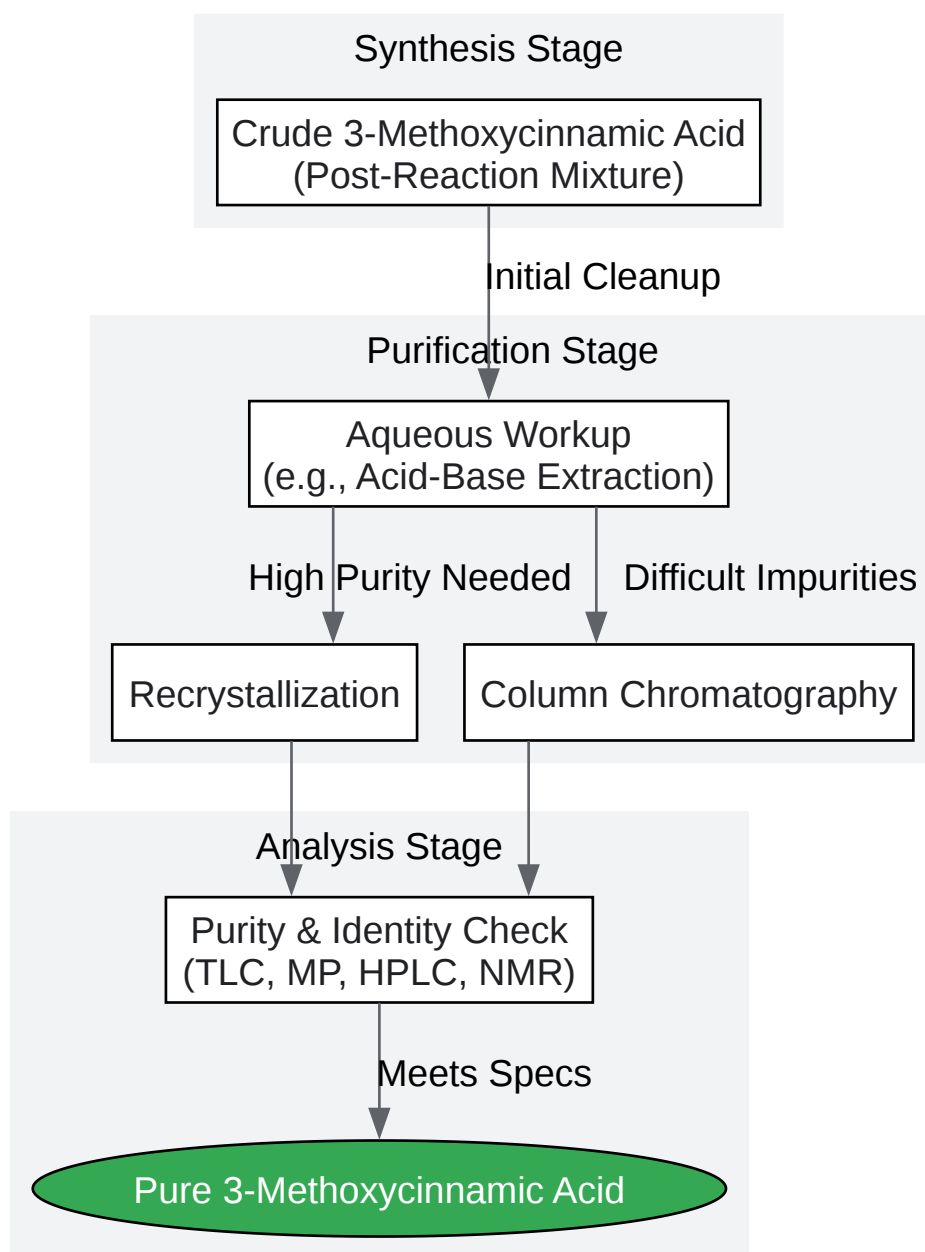 Synthesis Stage
Crude 3-Methoxycinnamic Acid
(Post-Reaction Mixture)
Initial Cleanup
Purification Stage
Aqueous Workup
(e.g., Acid-Base Extraction)
High Purity Needed
Difficult Impurities
Recrystallization
Column Chromatography
Analysis Stage
Purity & Identity Check
(TLC, MP, HPLC, NMR)
Meets Specs
Pure 3-Methoxycinnamic Acid